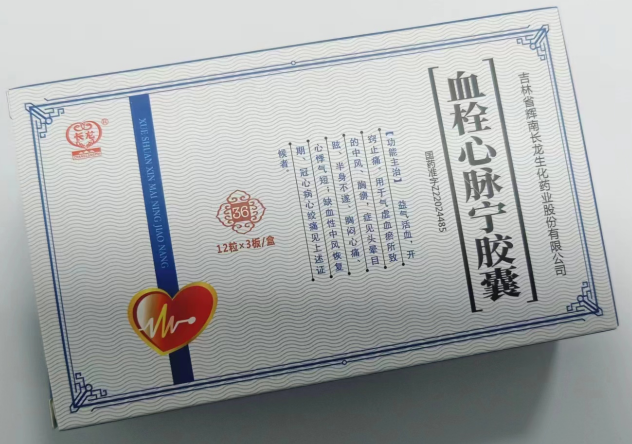 吉林省辉南长龙生化药业股份有限公司
血栓心脉宁胶囊
国药准字Z22024485
【功能主治】 益气活血,开
窍止痛。用于气虚血瘀所致
的中风、胸痹,症见头晕目
眩、半身不遂、胸闷心痛、
心悸气短;缺血性中风恢复
期、冠心病心绞痛见上述证
候者。
36
12粒×3板/盒
XUE SHUAN XIN MAI NING JIAO NANG
长龙
®